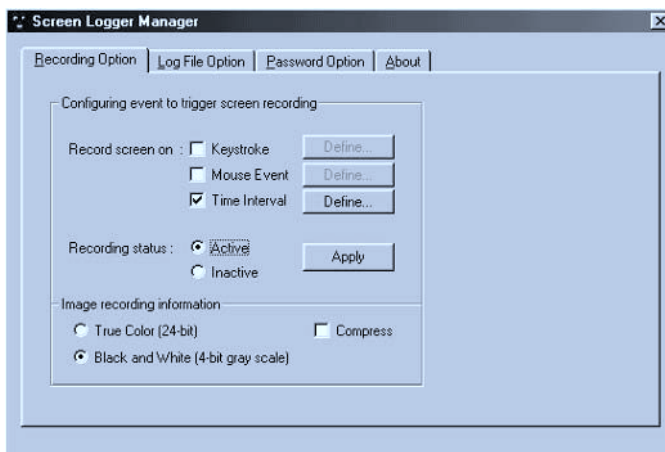 Screen Logger Manager
Recording Option Log File Option Password Option About
Configuring event to trigger screen recording
Record screen on : Keystroke Define...
Mouse Event Define...
Time Interval Define...
Recording status : Active Apply
Inactive
Image recording information
True Color (24-bit) Compress
Black and White (4-bit gray scale)